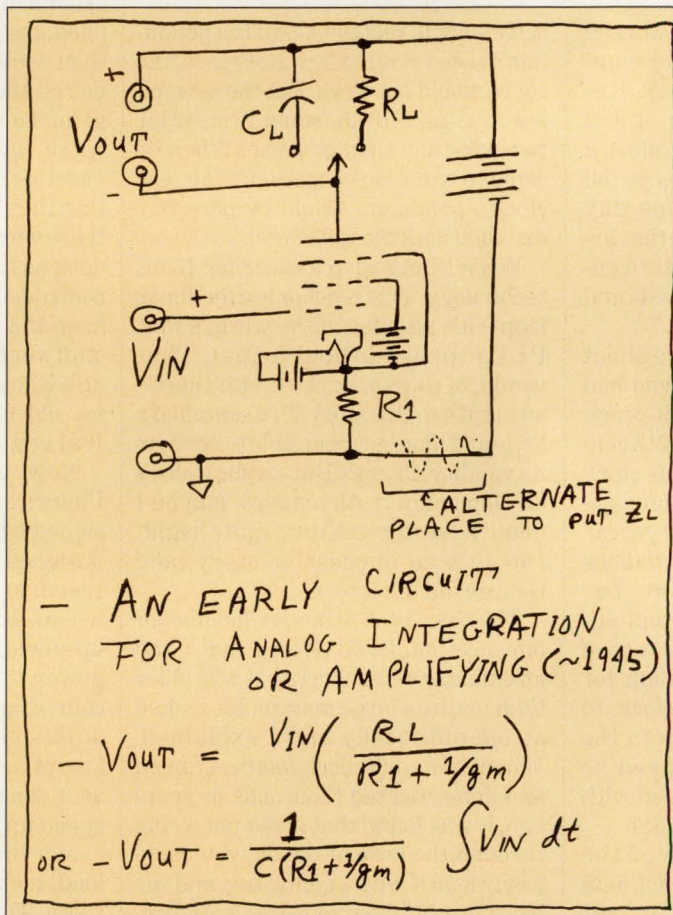 +
CL
RL
VOUT
-
+
VIN
R1
ALTERNATE
PLACE TO PUT ZL
- AN EARLY CIRCUIT
FOR ANALOG INTEGRATION
OR AMPLIFYING (~1945)
- VOUT = VIN (RL / R1 + 1/gm)
OR - VOUT = 1 / C(R1 + 1/gm) ∫VIN dt